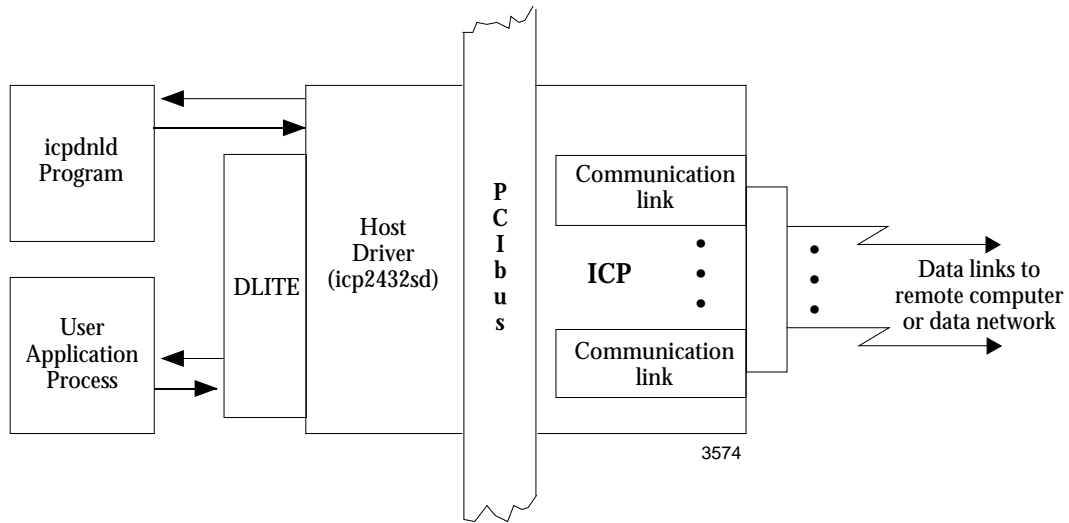 icpdnld
Program
User
Application
Process
DLITE
Host
Driver
(icp2432sd)
P
C
I
b
u
s
Communication
link
ICP
Communication
link
Data links to
remote computer
or data network
3574